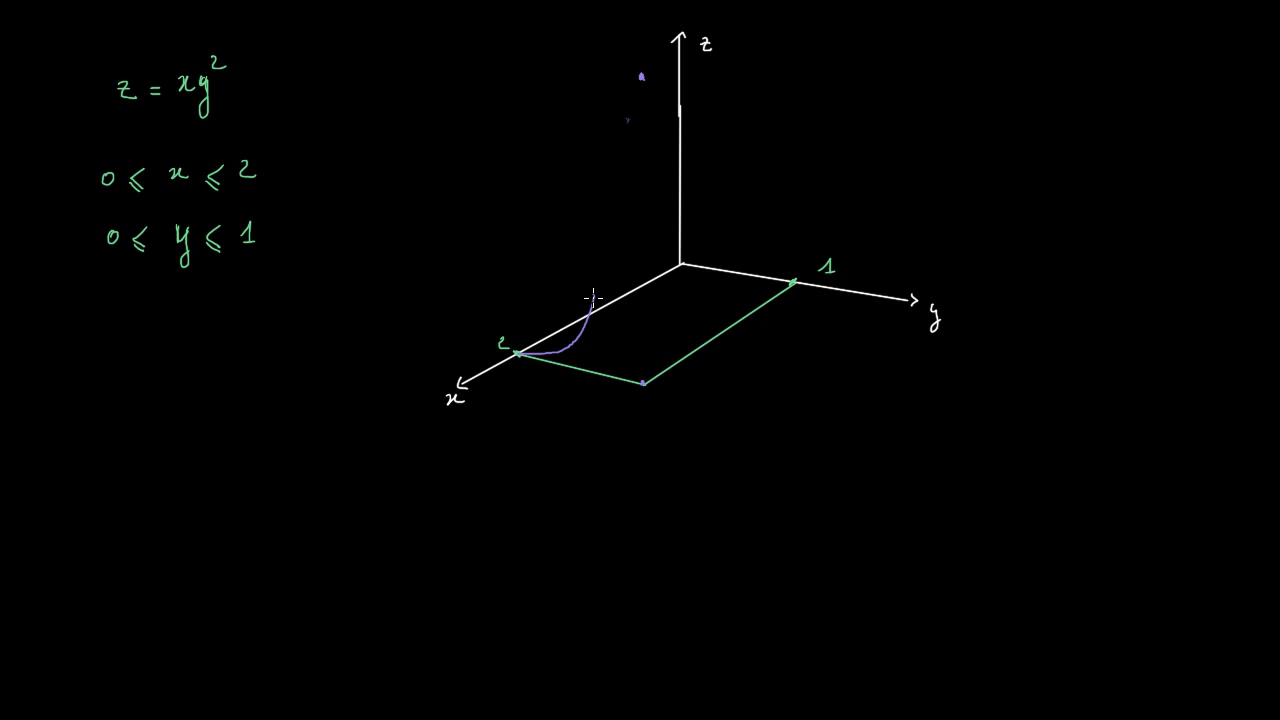 z = xy²
0 ⩽ x ⩽ 2
0 ⩽ y ⩽ 1
z
1
y
2
x